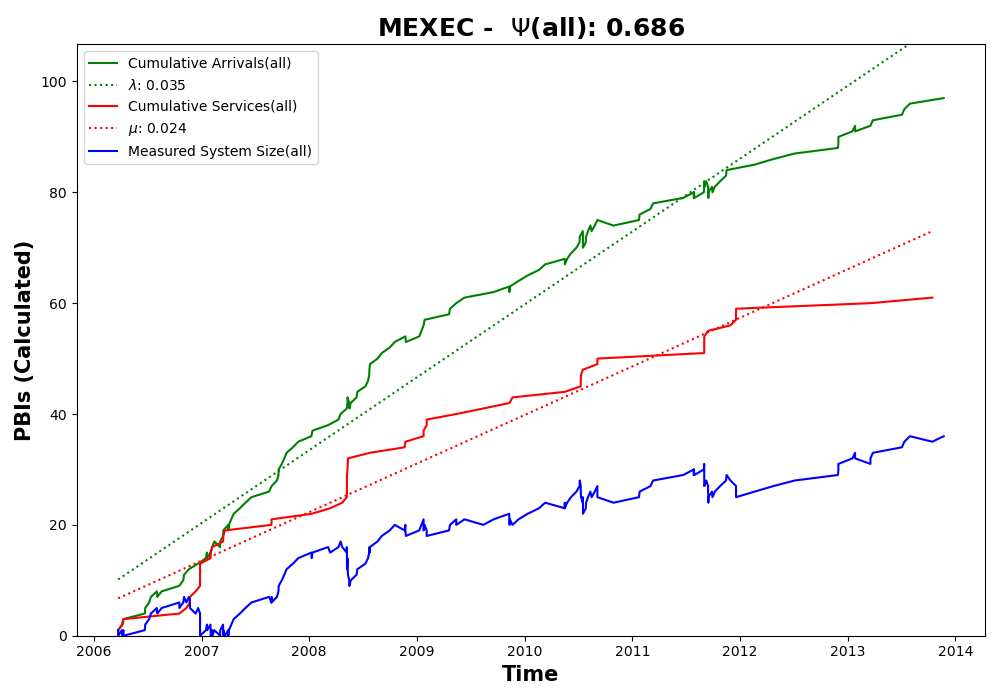 MEXEC - Ψ(all): 0.686
Cumulative Arrivals(all)
λ: 0.035
Cumulative Services(all)
μ: 0.024
Measured System Size(all)
PBIs (Calculated)
100
80
60
40
20
0
2006 2007 2008 2009 2010 2011 2012 2013 2014
Time